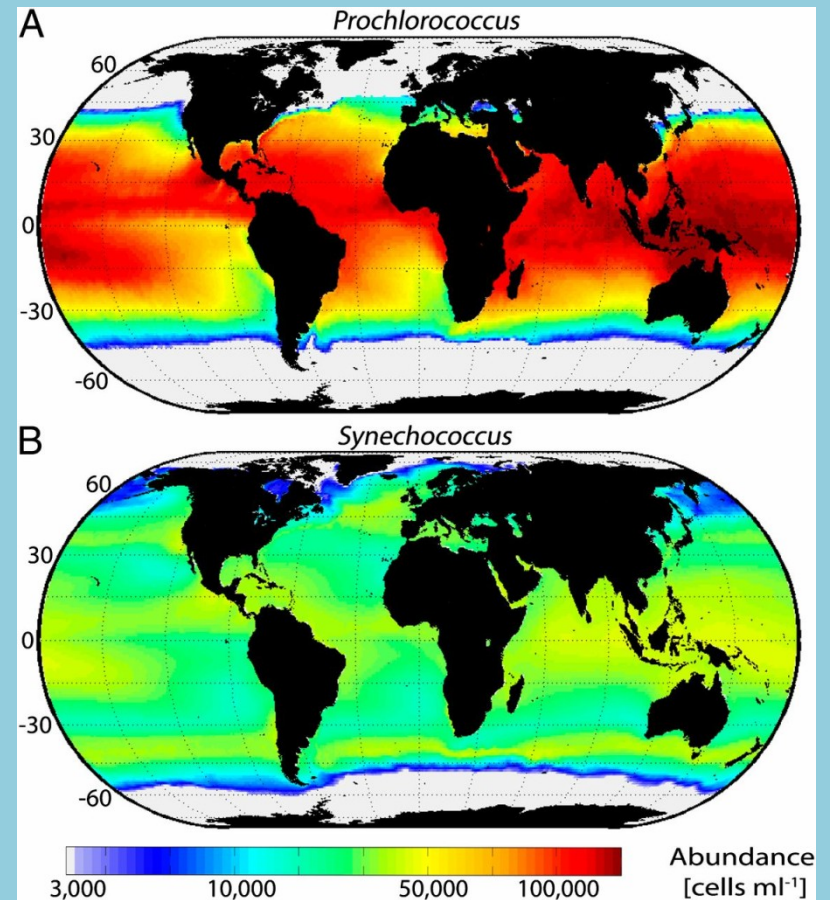 A
Prochlorococcus
60
30
0
-30
-60
B
Synechococcus
60
30
0
-30
-60
3,000 10,000 50,000 100,000
Abundance
[cells ml⁻¹]